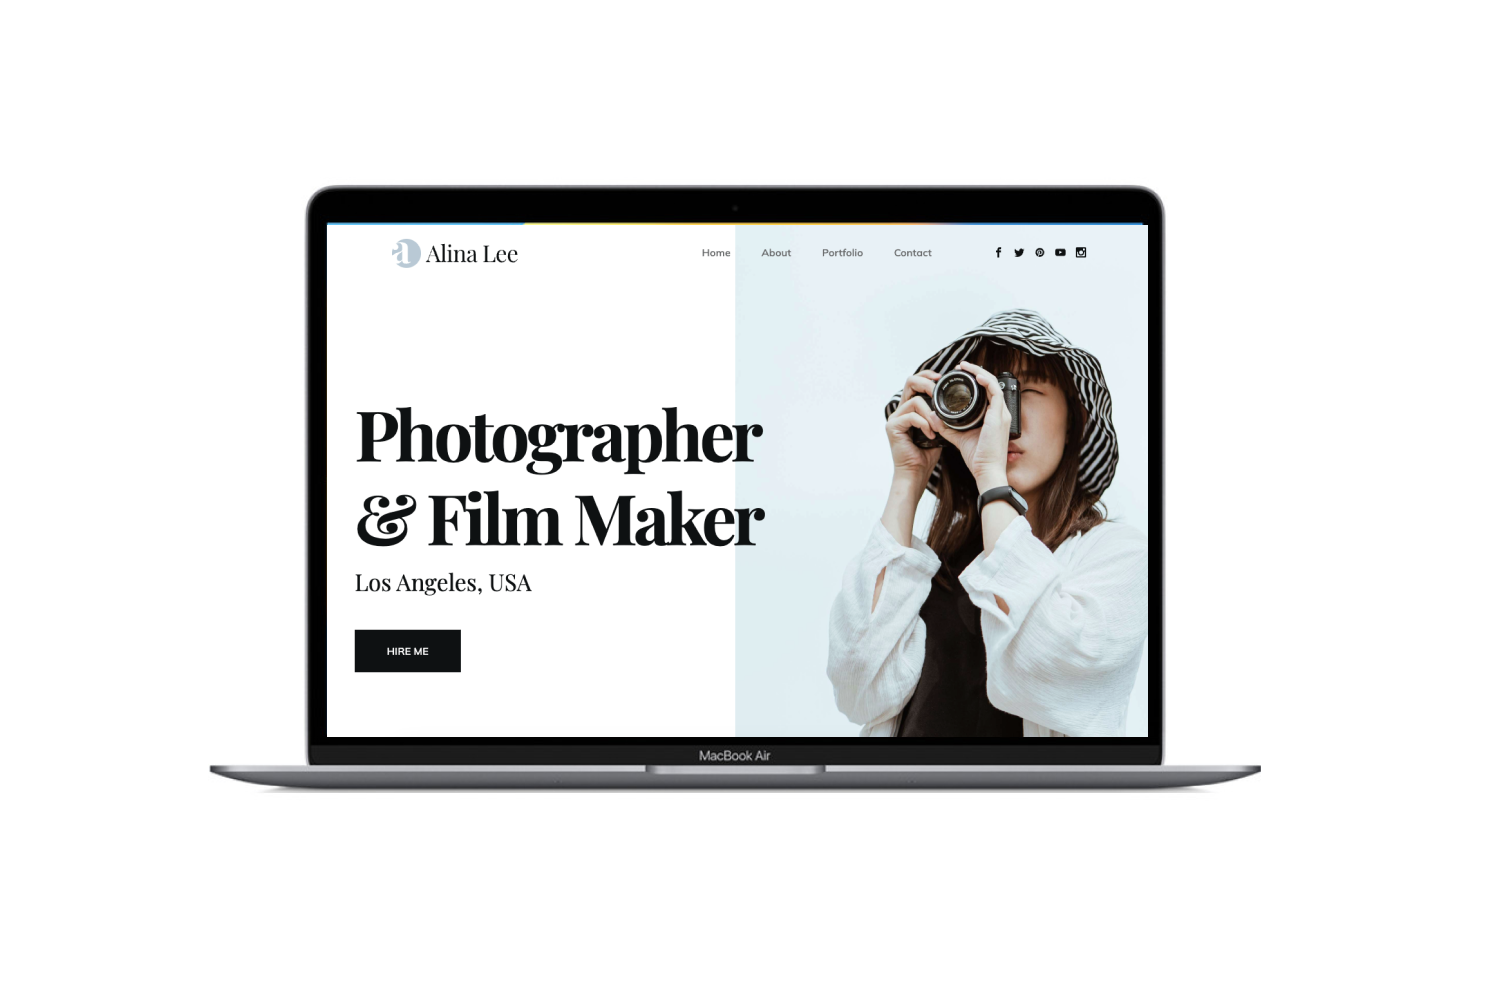 a Alina Lee
Home About Portfolio Contact
Photographer
& Film Maker
Los Angeles, USA
HIRE ME
MacBook Air